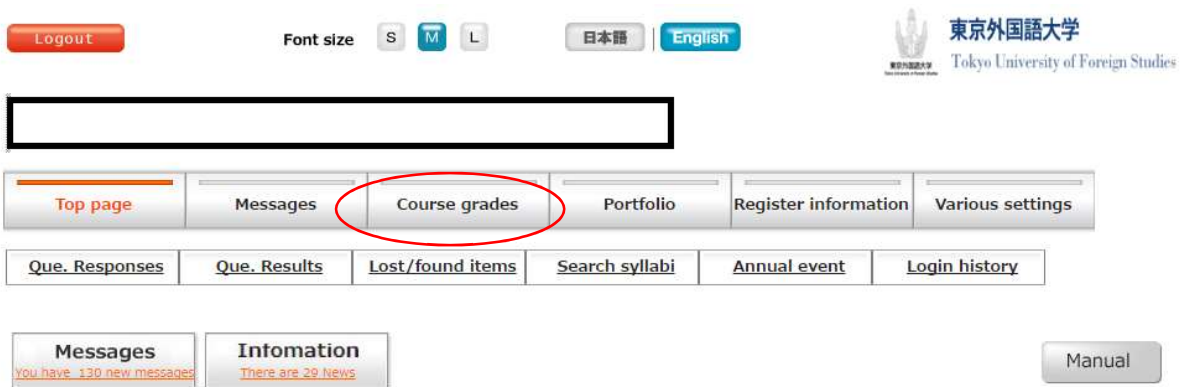 Logout Font size S M L 日本語 English 東京外国語大学
Tokyo University of Foreign Studies
Top page Messages Course grades Portfolio Register information Various settings
Que. Responses Que. Results Lost/found items Search syllabi Annual event Login history
Messages Infomation
You have 130 new messages There are 29 News
Manual